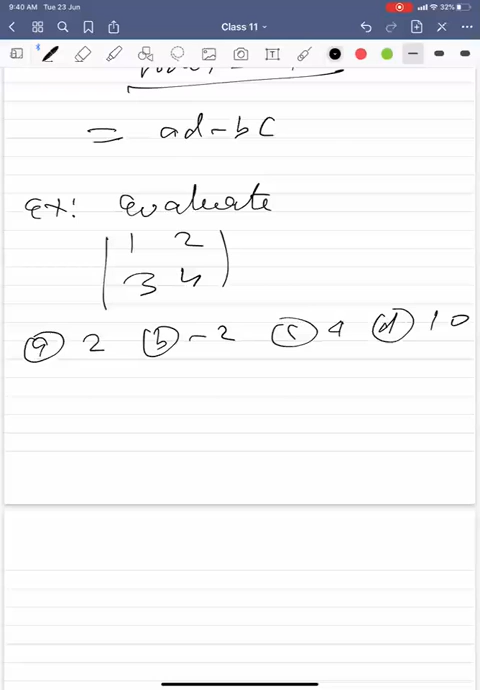 9:40 AM Tue 23 Jun 32%
Class 11
= ad-bc
Ex: evaluate
1 2
3 4
(a) 2 (b) -2 (c) 4 (d) 10